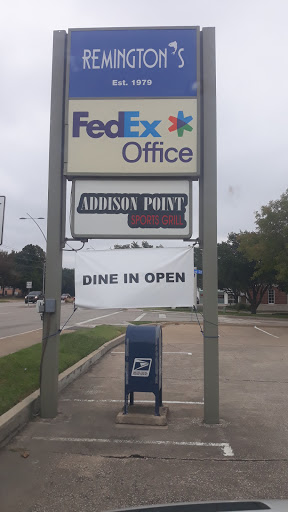 REMINGTON'S
Est. 1979
FedEx
Office
ADDISON POINT
SPORTS GRILL
DINE IN OPEN